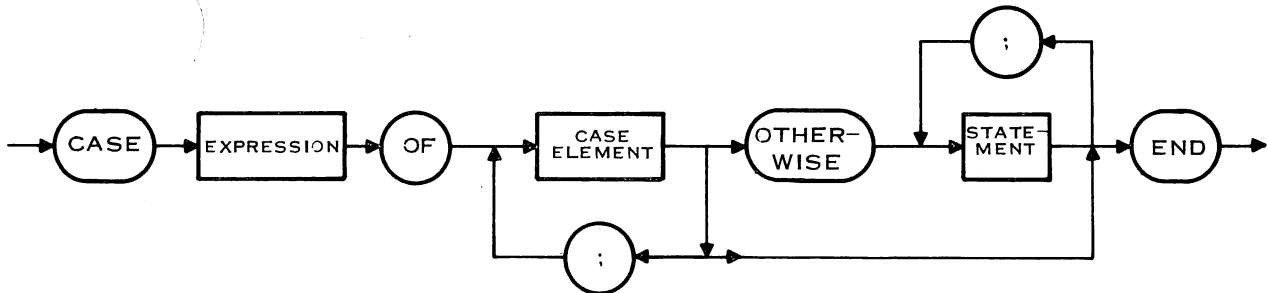 ;
CASE
EXPRESSION
OF
CASE
ELEMENT
OTHER-
WISE
STATE-
MENT
END
;